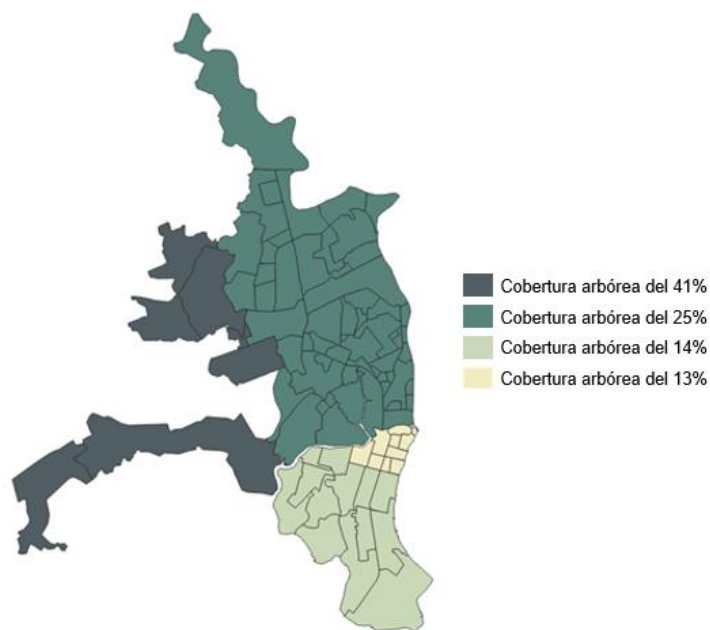 Cobertura arbórea del 41%
Cobertura arbórea del 25%
Cobertura arbórea del 14%
Cobertura arbórea del 13%